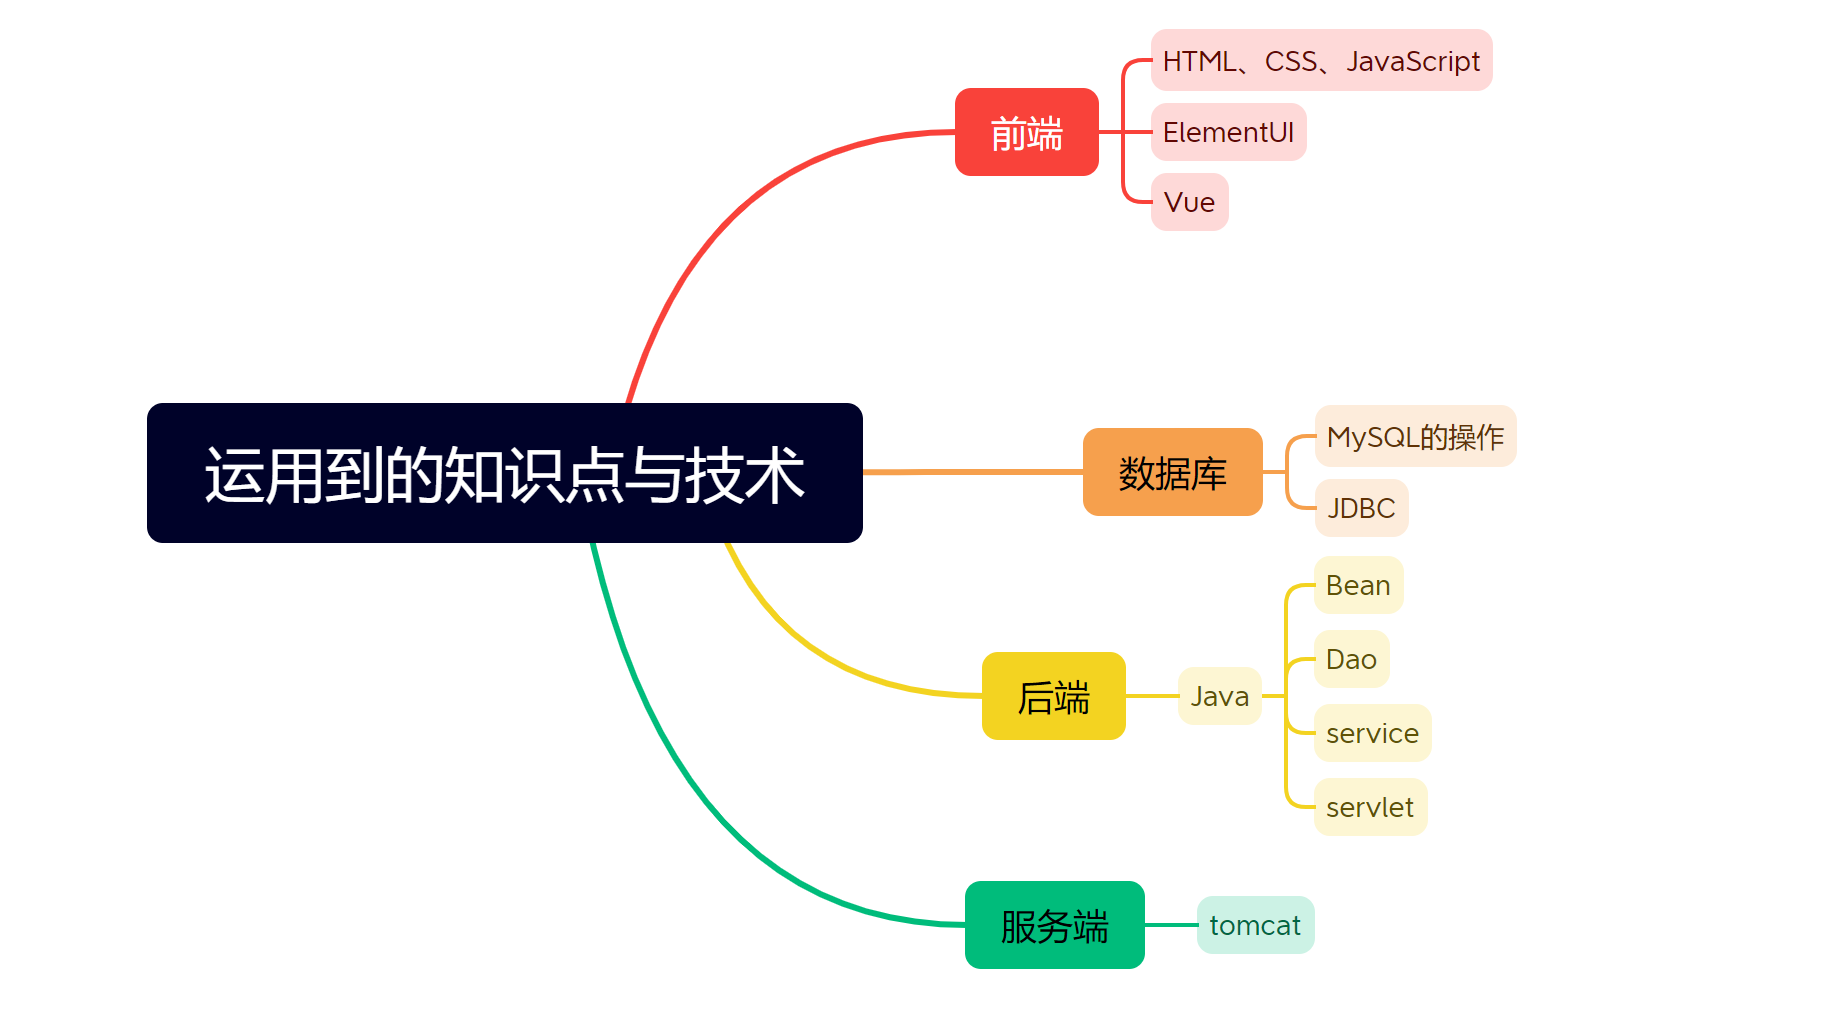 运用到的知识点与技术
前端
HTML、CSS、JavaScript
ElementUI
Vue
数据库
MySQL的操作
JDBC
后端
Java
Bean
Dao
service
servlet
服务端
tomcat